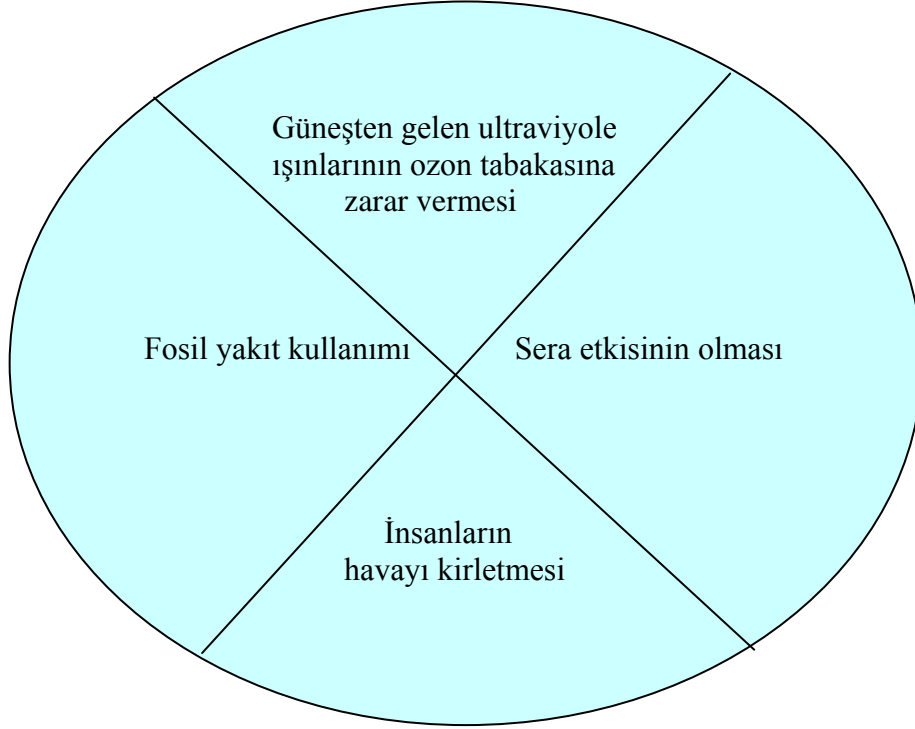 Güneşten gelen ultraviyole
ışınlarının ozon tabakasına
zarar vermesi
Fosil yakıt kullanımı
Sera etkisinin olması
İnsanların
havayı kirletmesi